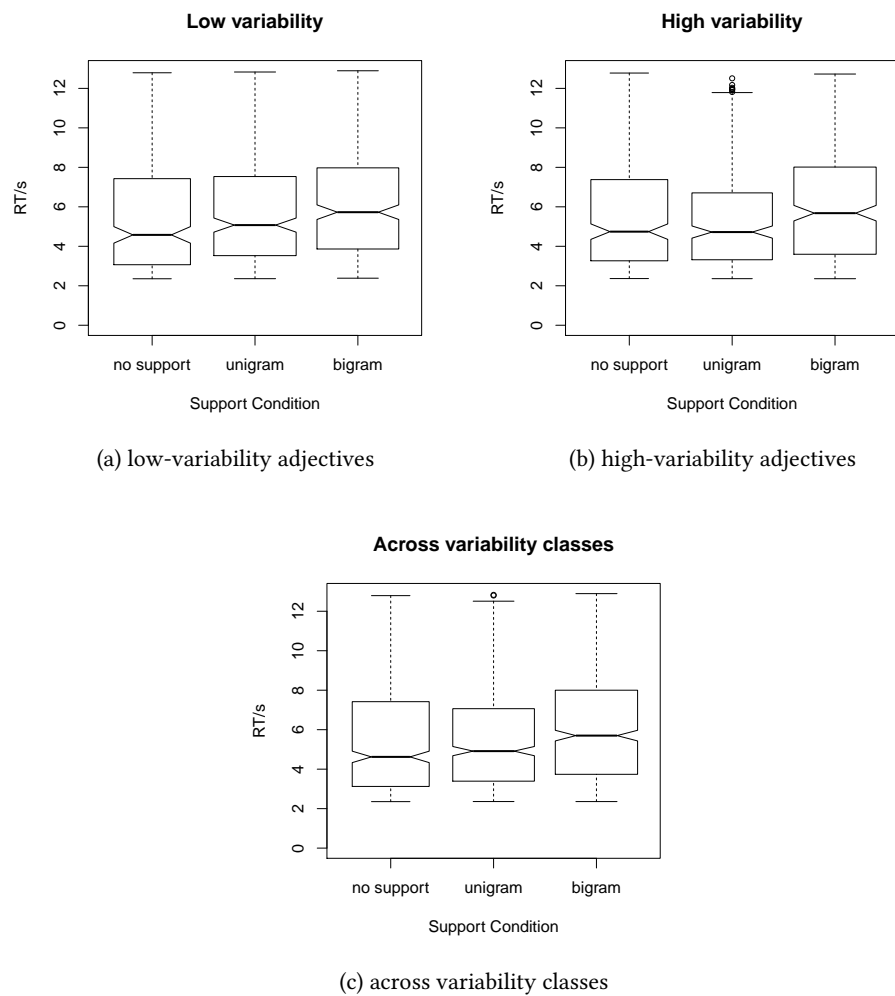 Low variability
High variability
RT/s
0
2
4
6
8
10
12
no support unigram bigram
Support Condition
RT/s
0
2
4
6
8
10
12
no support unigram bigram
Support Condition
(a) low-variability adjectives
(b) high-variability adjectives
Across variability classes
RT/s
0
2
4
6
8
10
12
no support unigram bigram
Support Condition
(c) across variability classes